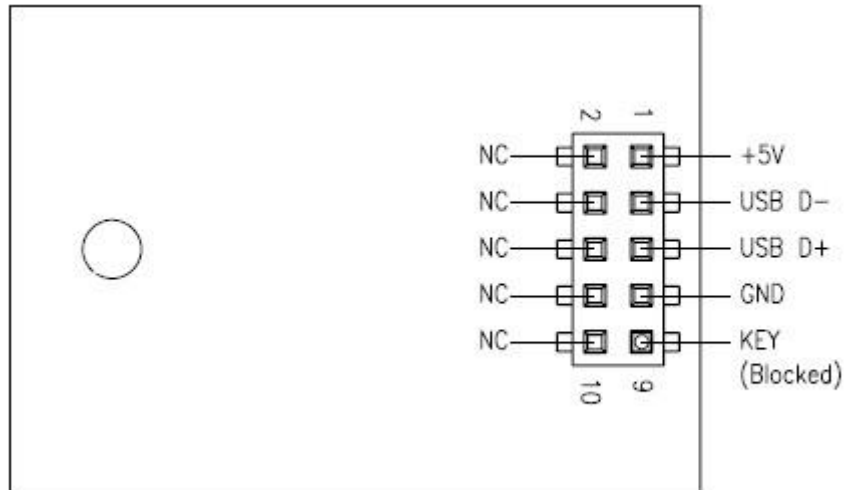 2 1
NC +5V
NC USB D-
NC USB D+
NC GND
NC KEY
(Blocked)
10 9